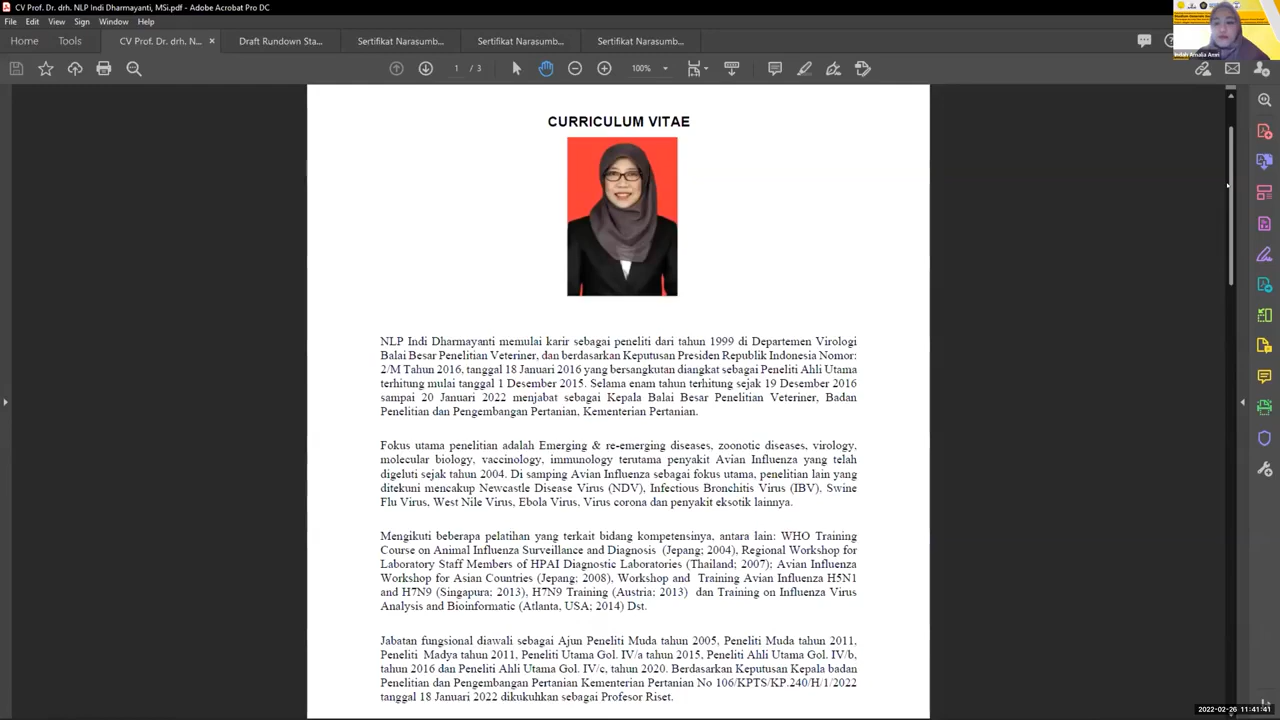 CV Prof. Dr. drh. NLP Indi Dharmayanti, MSi.pdf - Adobe Acrobat Pro DC
File Edit View Sign Window Help
Home Tools CV Prof. Dr. drh. N... Draft Rundown Sta... Sertifikat Narasumb... Sertifikat Narasumb... Sertifikat Narasumb...
1 / 3 100%
CURRICULUM VITAE
NLP Indi Dharmayanti memulai karir sebagai peneliti dari tahun 1999 di Departemen Virologi
Balai Besar Penelitian Veteriner, dan berdasarkan Keputusan Presiden Republik Indonesia Nomor:
2/M Tahun 2016, tanggal 18 Januari 2016 yang bersangkutan diangkat sebagai Peneliti Ahli Utama
terhitung mulai tanggal 1 Desember 2015. Selama enam tahun terhitung sejak 19 Desember 2016
sampai 20 Januari 2022 menjabat sebagai Kepala Balai Besar Penelitian Veteriner, Badan
Penelitian dan Pengembangan Pertanian, Kementerian Pertanian.
Fokus utama penelitian adalah Emerging & re-emerging diseases, zoonotic diseases, virology,
molecular biology, vaccinology, immunology terutama penyakit Avian Influenza yang telah
digeluti sejak tahun 2004. Di samping Avian Influenza sebagai fokus utama, penelitian lain yang
ditekuni mencakup Newcastle Disease Virus (NDV), Infectious Bronchitis Virus (IBV), Swine
Flu Virus, West Nile Virus, Ebola Virus, Virus corona dan penyakit eksotik lainnya.
Mengikuti beberapa pelatihan yang terkait bidang kompetensinya, antara lain: WHO Training
Course on Animal Influenza Surveillance and Diagnosis (Jepang; 2004), Regional Workshop for
Laboratory Staff Members of HPAI Diagnostic Laboratories (Thailand; 2007); Avian Influenza
Workshop for Asian Countries (Jepang; 2008), Workshop and Training Avian Influenza H5N1
and H7N9 (Singapura; 2013), H7N9 Training (Austria; 2013) dan Training on Influenza Virus
Analysis and Bioinformatic (Atlanta, USA; 2014) Dst.
Jabatan fungsional diawali sebagai Ajun Peneliti Muda tahun 2005, Peneliti Muda tahun 2011,
Peneliti Madya tahun 2011, Peneliti Utama Gol. IV/a tahun 2015, Peneliti Ahli Utama Gol. IV/b,
tahun 2016 dan Peneliti Ahli Utama Gol. IV/c, tahun 2020. Berdasarkan Keputusan Kepala badan
Penelitian dan Pengembangan Pertanian Kementerian Pertanian No 106/KPTS/KP.240/H/1/2022
tanggal 18 Januari 2022 dikukuhkan sebagai Profesor Riset.
Indah Amalia Amri
2022-02-26 11:41:41